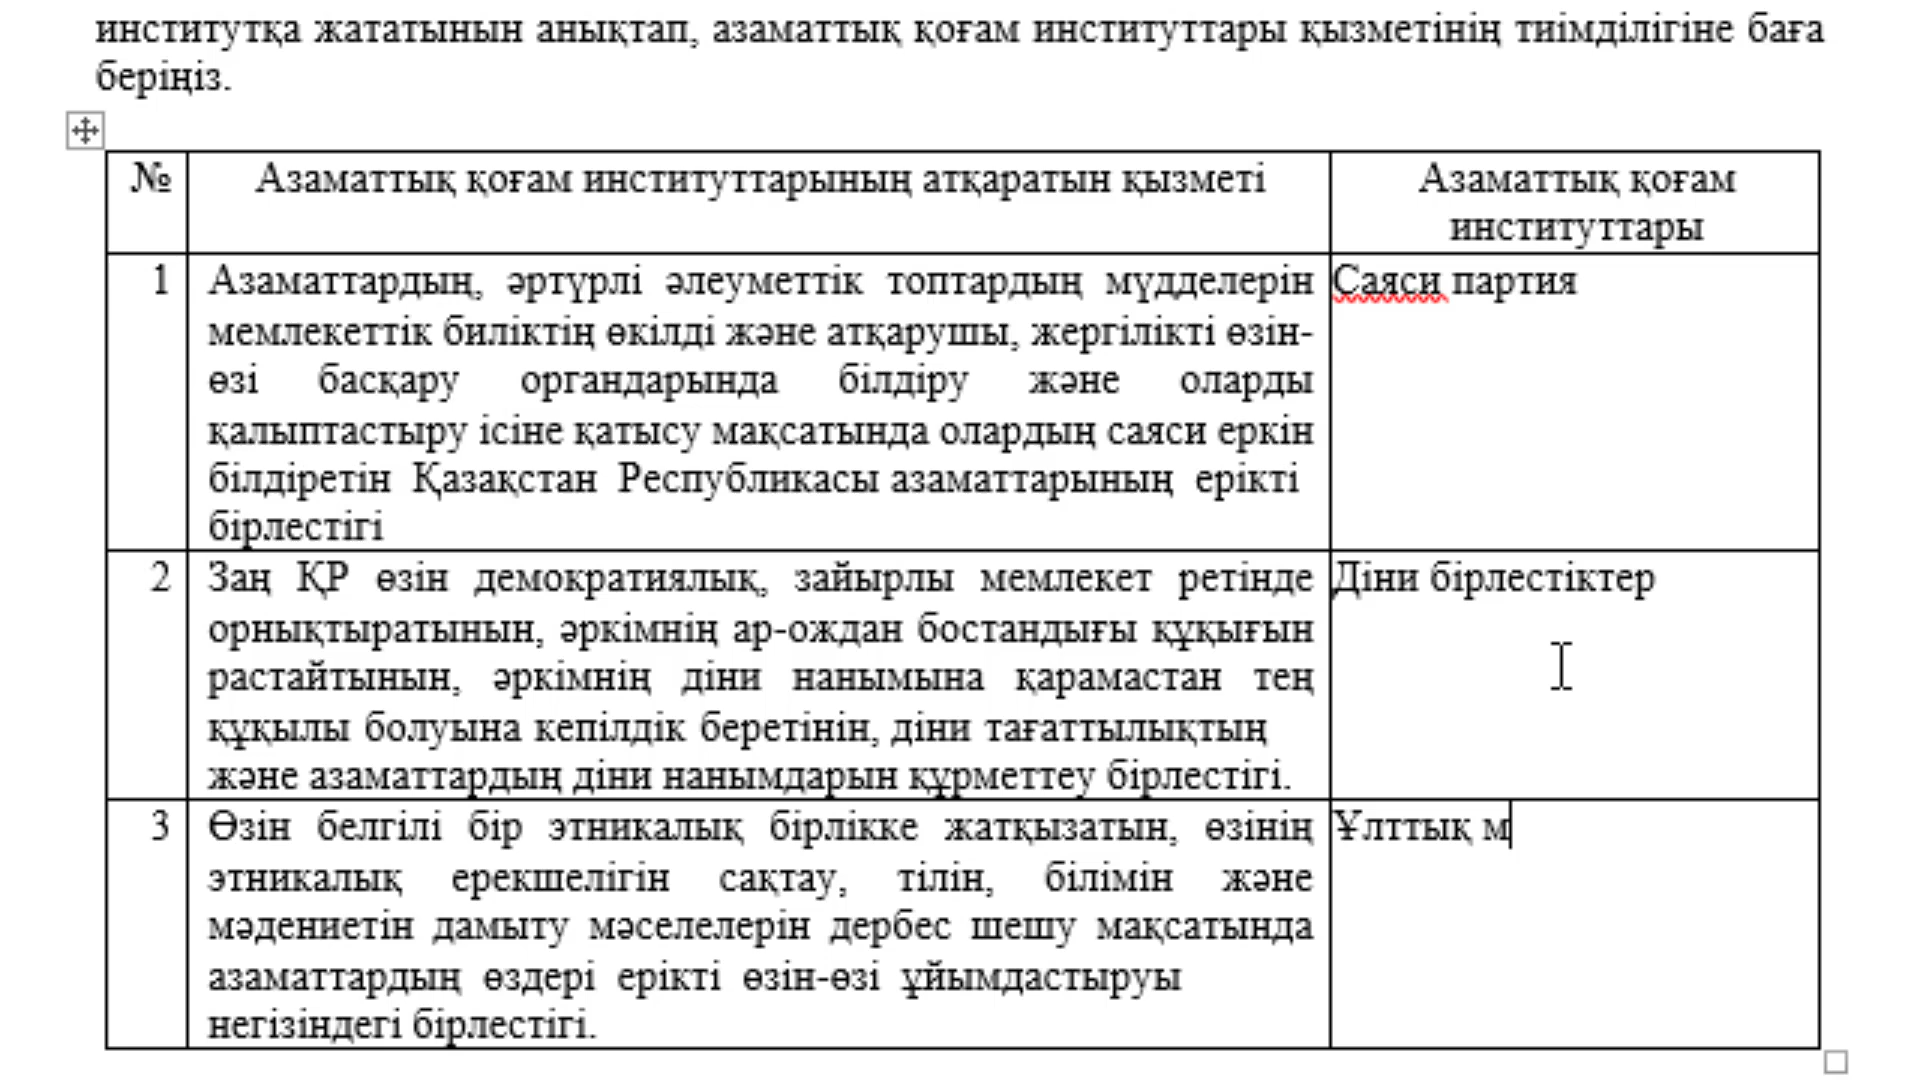 институтқа жататынын анықтап, азаматтық қоғам институттары қызметінің тиімділігіне баға
беріңіз.
№
Азаматтық қоғам институттарының атқаратын қызметі
Азаматтық қоғам
институттары
1
Азаматтардың, әртүрлі әлеуметтік топтардың мүдделерін
мемлекеттік биліктің өкілді және атқарушы, жергілікті өзін-
өзі басқару органдарында білдіру және оларды
қалыптастыру ісіне қатысу мақсатында олардың саяси еркін
білдіретін Қазақстан Республикасы азаматтарының ерікті
бірлестігі
Саяси партия
2
Заң ҚР өзін демократиялық, зайырлы мемлекет ретінде
орнықтыратынын, әркімнің ар-ождан бостандығы құқығын
растайтынын, әркімнің діни нанымына қарамастан тең
құқылы болуына кепілдік беретінін, діни тағаттылықтың
және азаматтардың діни нанымдарын құрметтеу бірлестігі.
Діни бірлестіктер
3
Өзін белгілі бір этникалық бірлікке жатқызатын, өзінің
этникалық ерекшелігін сақтау, тілін, білімін және
мәдениетін дамыту мәселелерін дербес шешу мақсатында
азаматтардың өздері ерікті өзін-өзі ұйымдастыруы
негізіндегі бірлестігі.
Ұлттық м